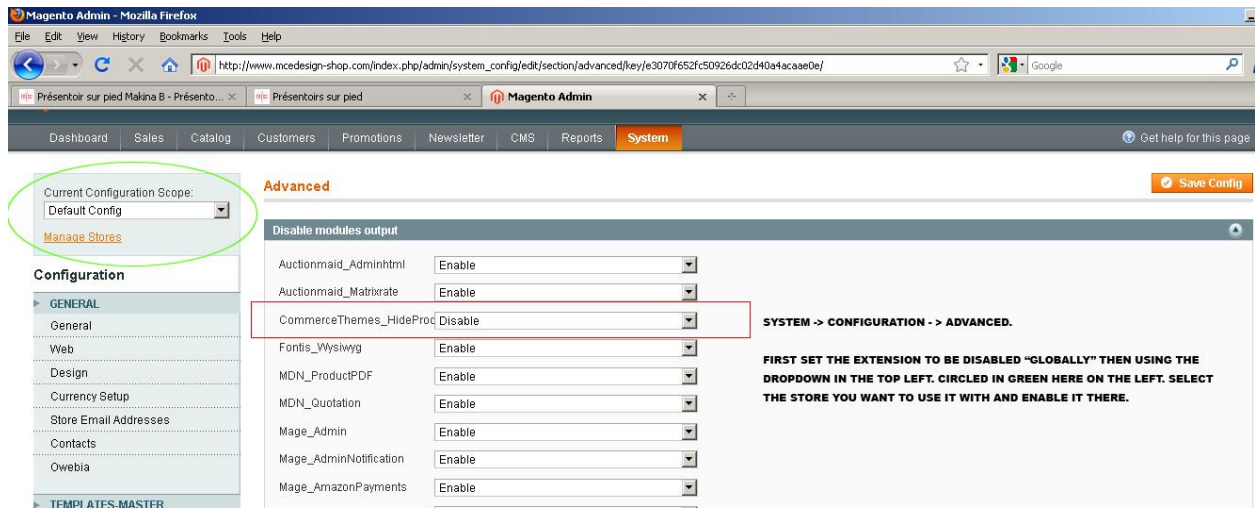 Magento Admin - Mozilla Firefox
File Edit View History Bookmarks Tools Help
http://www.mcedesign-shop.com/index.php/admin/system_config/edit/section/advanced/key/e3070f652fc50926dc02d40a4acaae0e/
Google
Présentoir sur pied Makina B - Présento...
Présentoirs sur pied
Magento Admin
Dashboard Sales Catalog Customers Promotions Newsletter CMS Reports System
Get help for this page
Current Configuration Scope:
Default Config
Manage Stores
Configuration
GENERAL
General
Web
Design
Currency Setup
Store Email Addresses
Contacts
Owebia
TEMPLATES-MASTER
Advanced
Save Config
Disable modules output
Auctionmaid_Adminhtml Enable
Auctionmaid_Matrixrate Enable
CommerceThemes_HideProd Disable
Fontis_Wysiwyg Enable
MDN_ProductPDF Enable
MDN_Quotation Enable
Mage_Admin Enable
Mage_AdminNotification Enable
Mage_AmazonPayments Enable
SYSTEM -> CONFIGURATION - > ADVANCED.
FIRST SET THE EXTENSION TO BE DISABLED “GLOBALLY” THEN USING THE
DROPDOWN IN THE TOP LEFT. CIRCLED IN GREEN HERE ON THE LEFT. SELECT
THE STORE YOU WANT TO USE IT WITH AND ENABLE IT THERE.